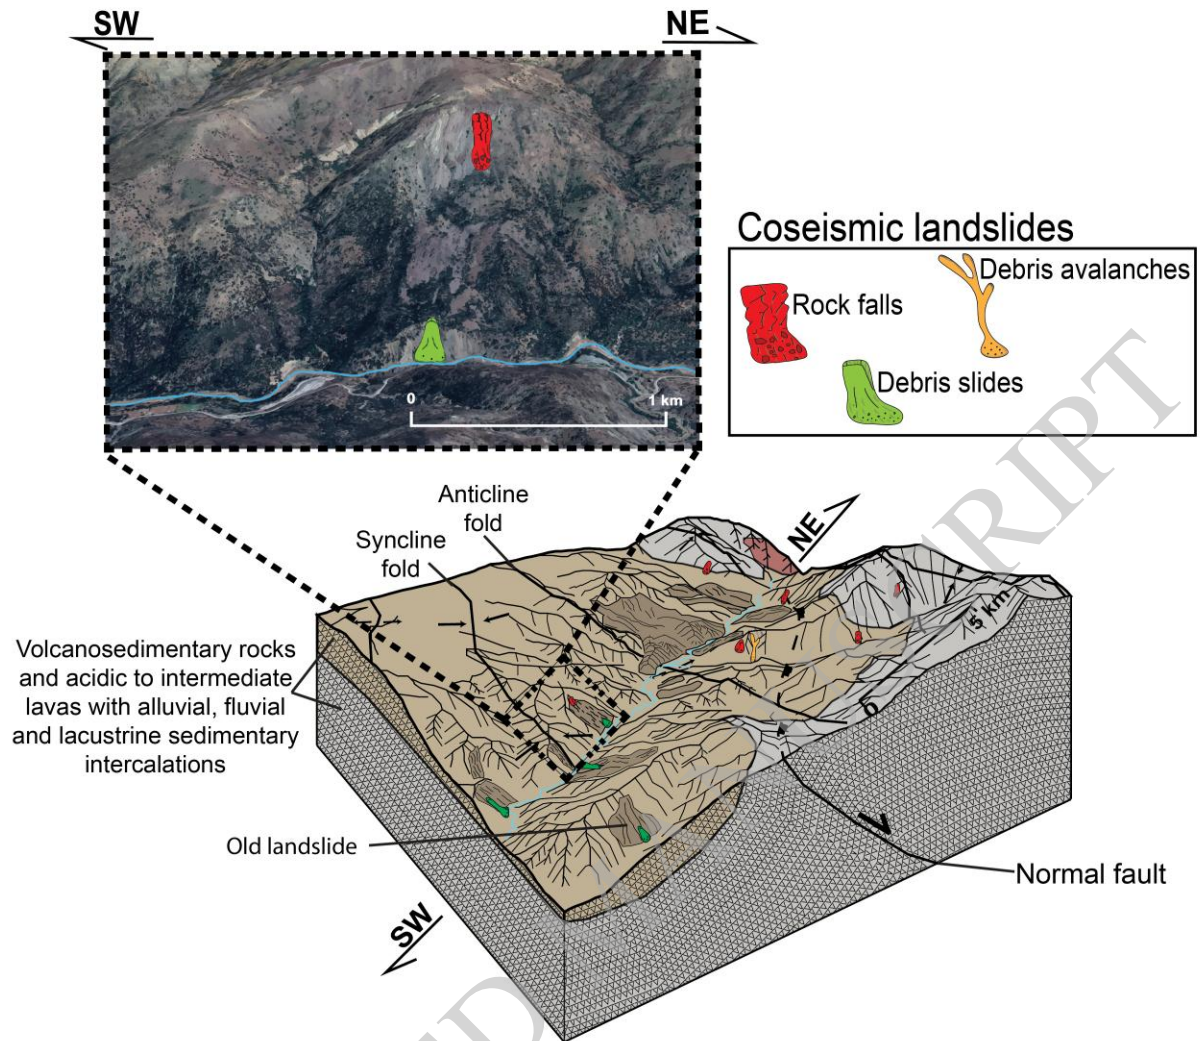 SW
NE
Coseismic landslides
Debris avalanches
Rock falls
Debris slides
0
1 km
Anticline
fold
Syncline
fold
NE
5 km
Volcanosedimentary rocks
and acidic to intermediate
lavas with alluvial, fluvial
and lacustrine sedimentary
intercalations
0
Old landslide
Normal fault
SW
RIPT